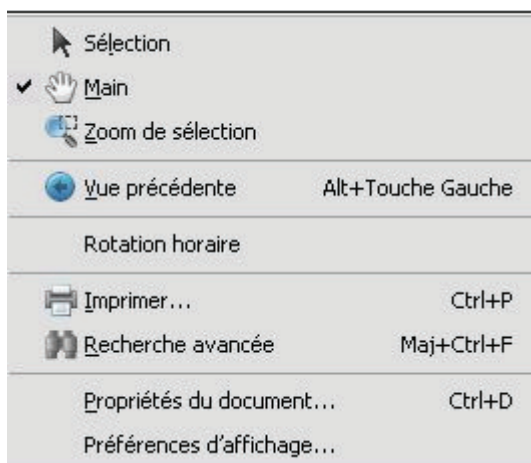 Sélection
Main
Zoom de sélection
Vue précédente Alt+Touche Gauche
Rotation horaire
Imprimer... Ctrl+P
Recherche avancée Maj+Ctrl+F
Propriétés du document... Ctrl+D
Préférences d'affichage...